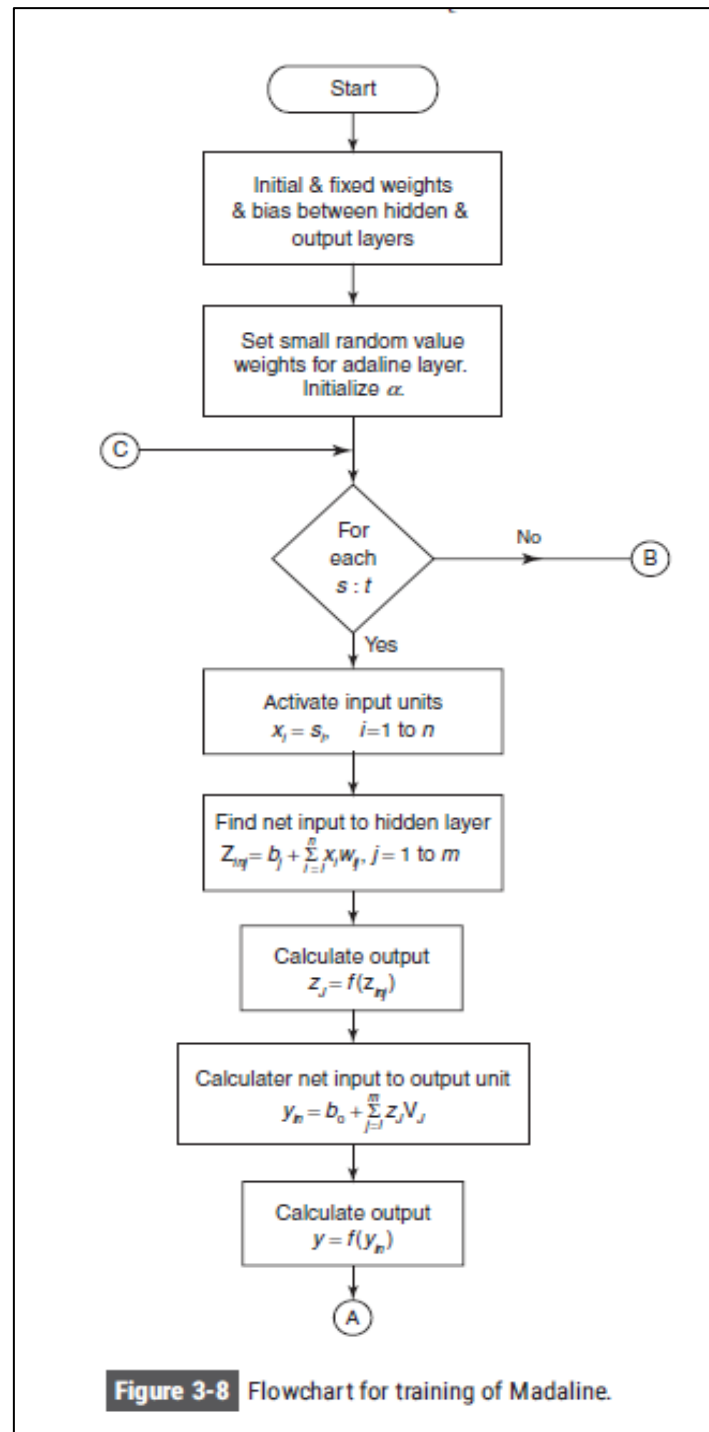 Start
Initial & fixed weights
& bias between hidden &
output layers
Set small random value
weights for adaline layer.
Initialize α.
C
For
each
s : t
No
B
Yes
Activate input units
xᵢ = sᵢ, i=1 to n
Find net input to hidden layer
Z_inj = b_j + Σ_{i=1}^{n} x_i w_ij, j = 1 to m
Calculate output
z_J = f(z_inj)
Calculater net input to output unit
y_in = b_o + Σ_{j=1}^{m} z_J V_J
Calculate output
y = f(y_in)
A
Figure 3-8 Flowchart for training of Madaline.